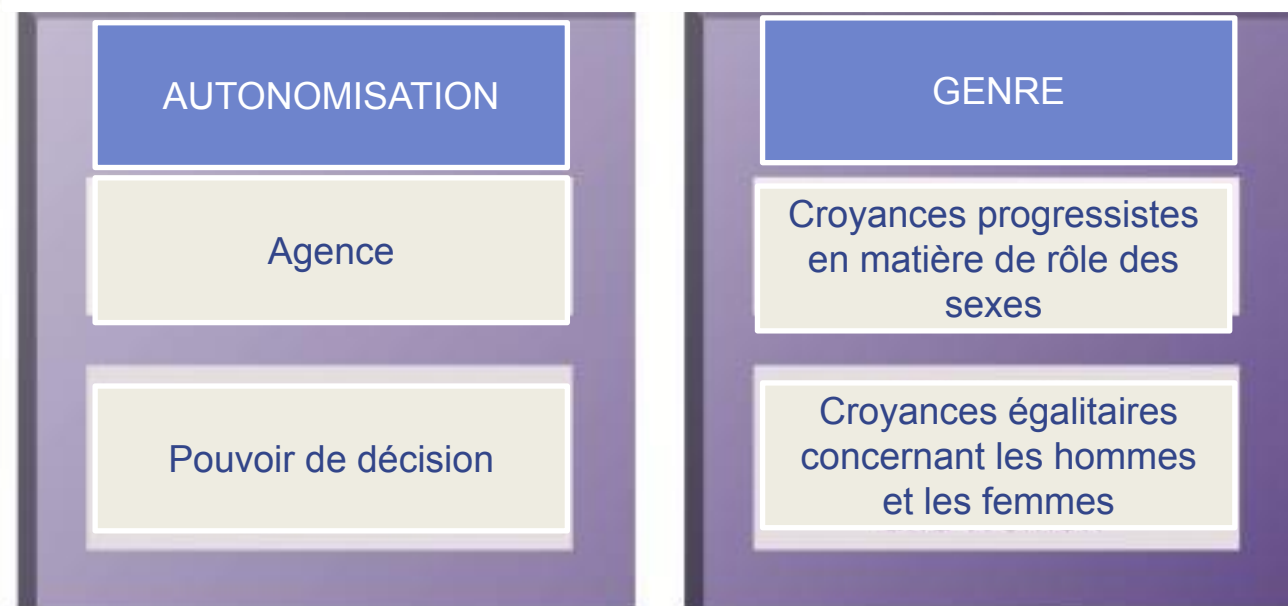 AUTONOMISATION
Agence
Pouvoir de décision
GENRE
Croyances progressistes
en matière de rôle des
sexes
Croyances égalitaires
concernant les hommes
et les femmes